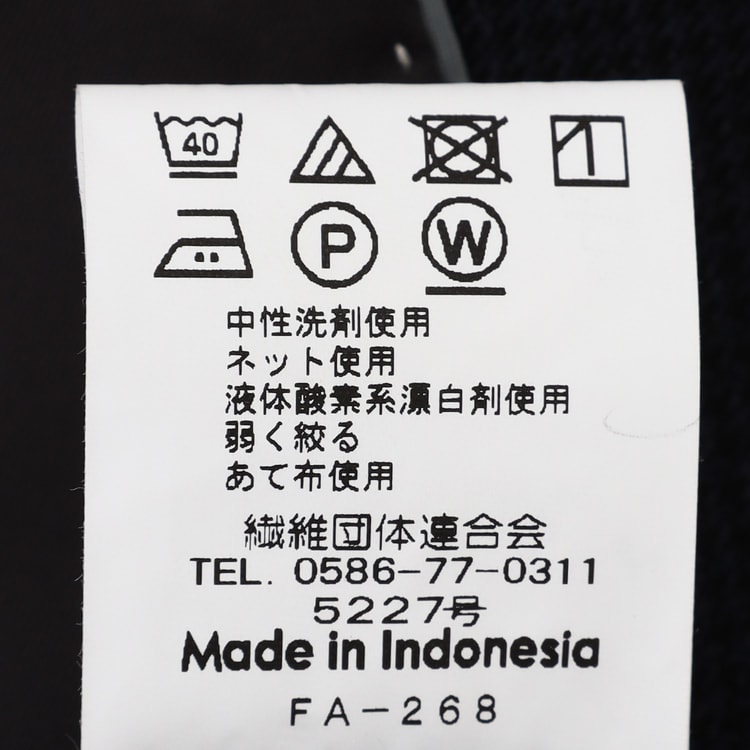 40
P W
中性洗剤使用
ネット使用
液体酸素系漂白剤使用
弱く絞る
あて布使用
繊維団体連合会
TEL. 0586-77-0311
5227号
Made in Indonesia
FA-268